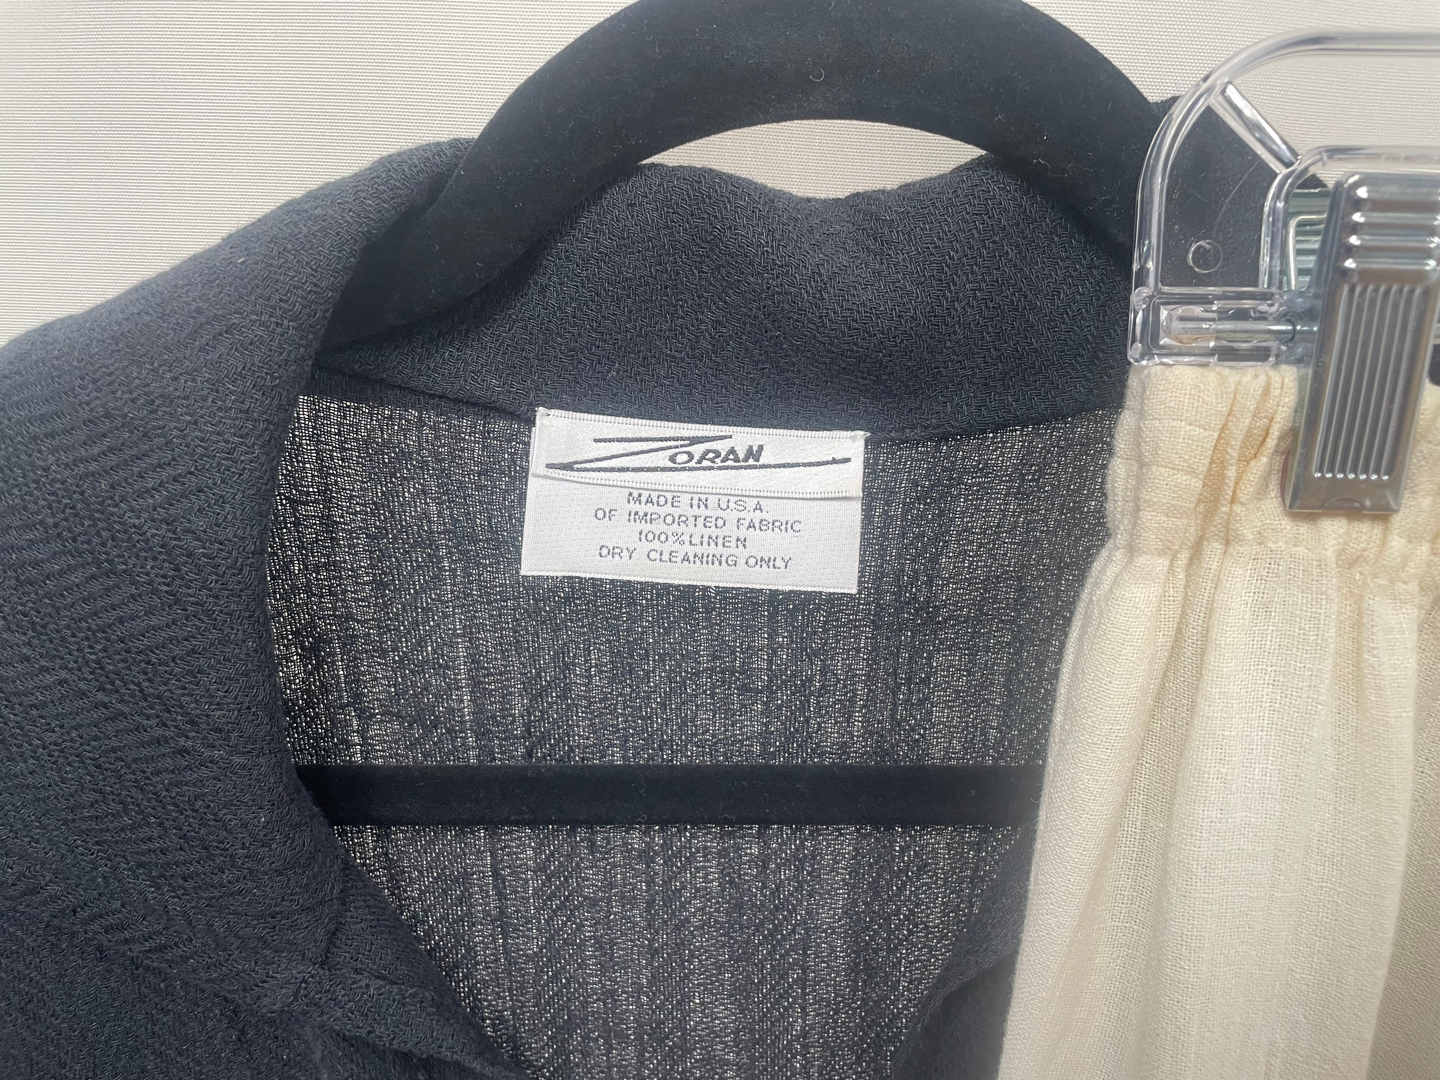 ZORAN
MADE IN U.S.A.
OF IMPORTED FABRIC
100% LINEN
DRY CLEANING ONLY